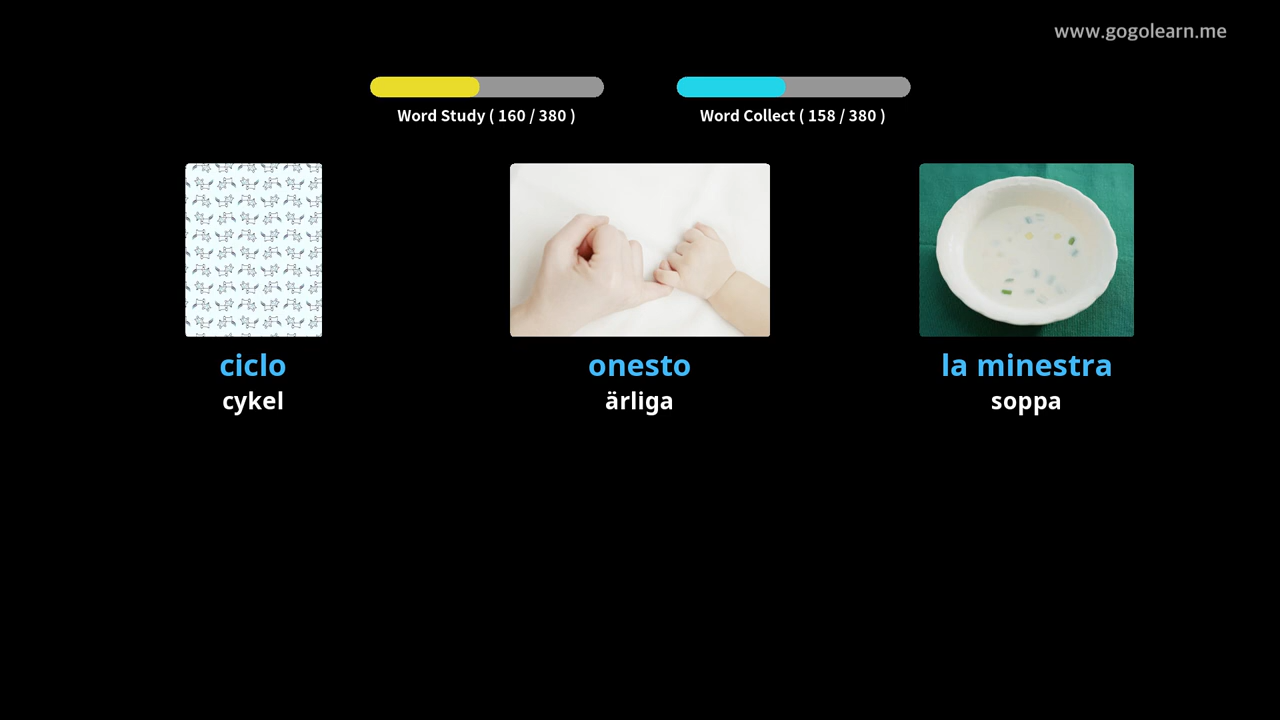 www.gogolearn.me
Word Study ( 160 / 380 )
Word Collect ( 158 / 380 )
ciclo
cykel
onesto
ärliga
la minestra
soppa